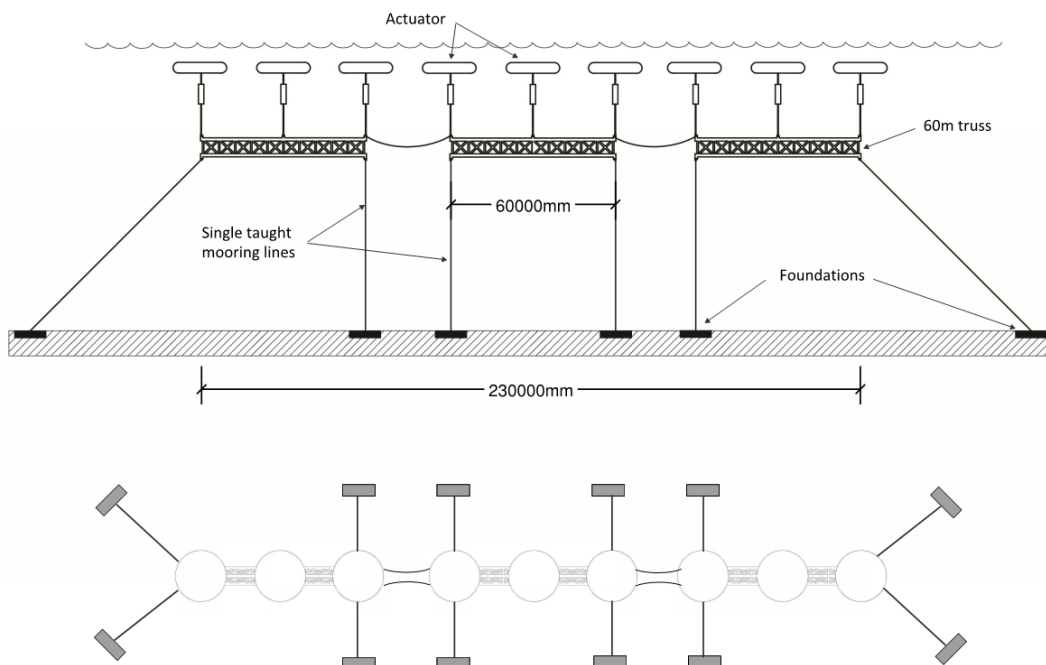 Actuator
60m truss
60000mm
Single taught
mooring lines
Foundations
230000mm